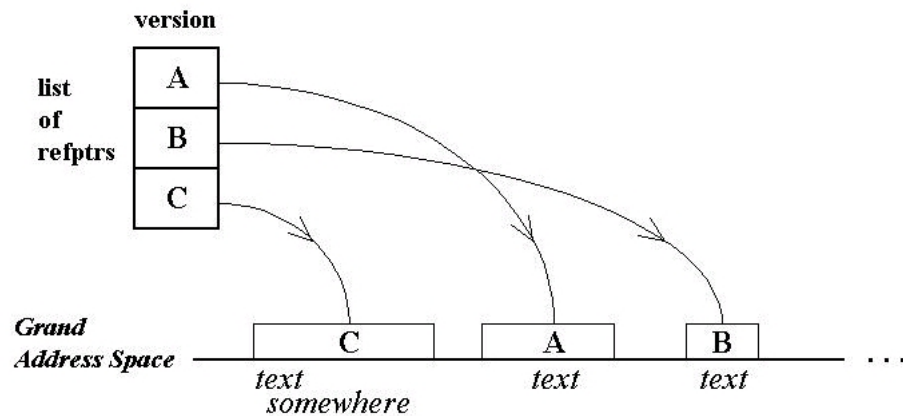 version
A
list
of
refptrs
B
C
Grand
Address Space
C
A
B
. . .
text
somewhere
text
text